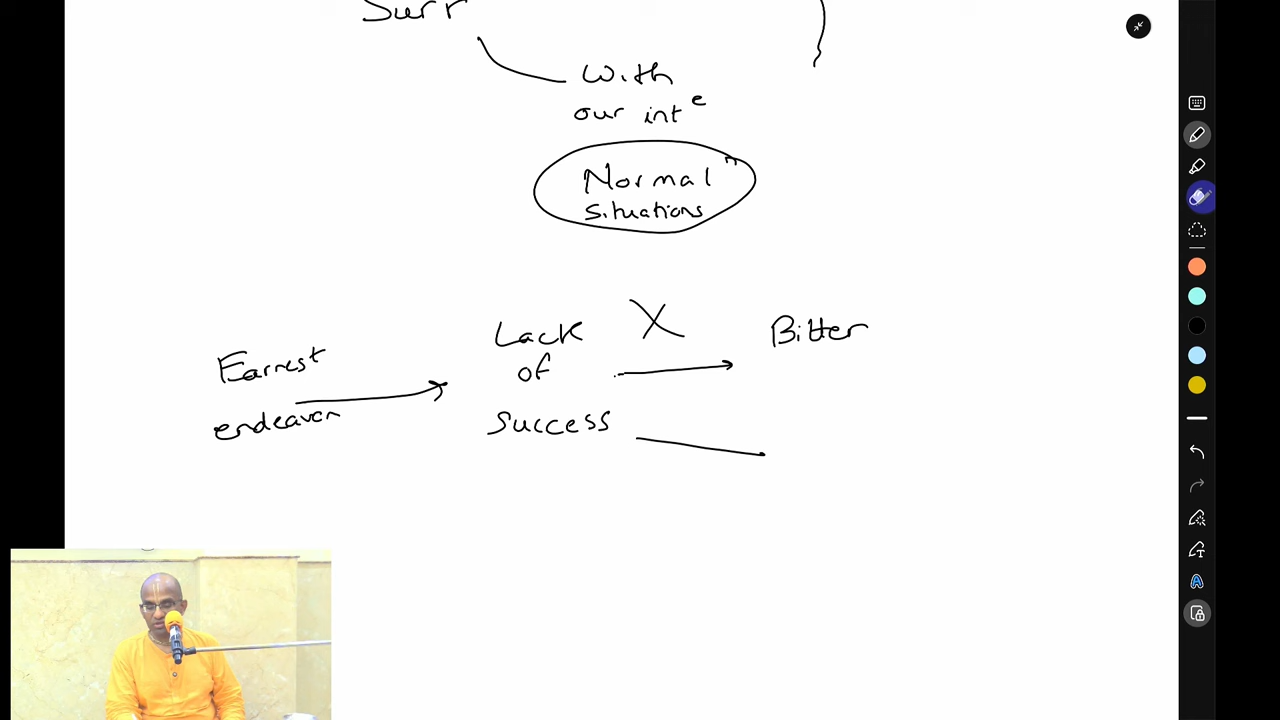 Surr
With
our int e
Normal
situations
Lack X Bitter
Earnest of
endeavor Success